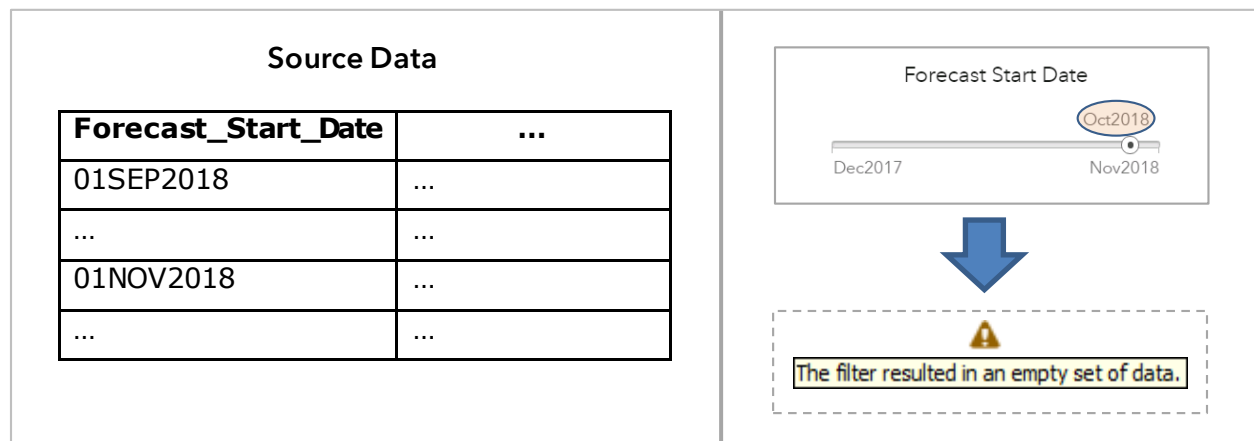 Source Data
Forecast_Start_Date ...
01SEP2018 ...
... ...
01NOV2018 ...
... ...
Forecast Start Date
Oct2018
Dec2017 Nov2018
The filter resulted in an empty set of data.